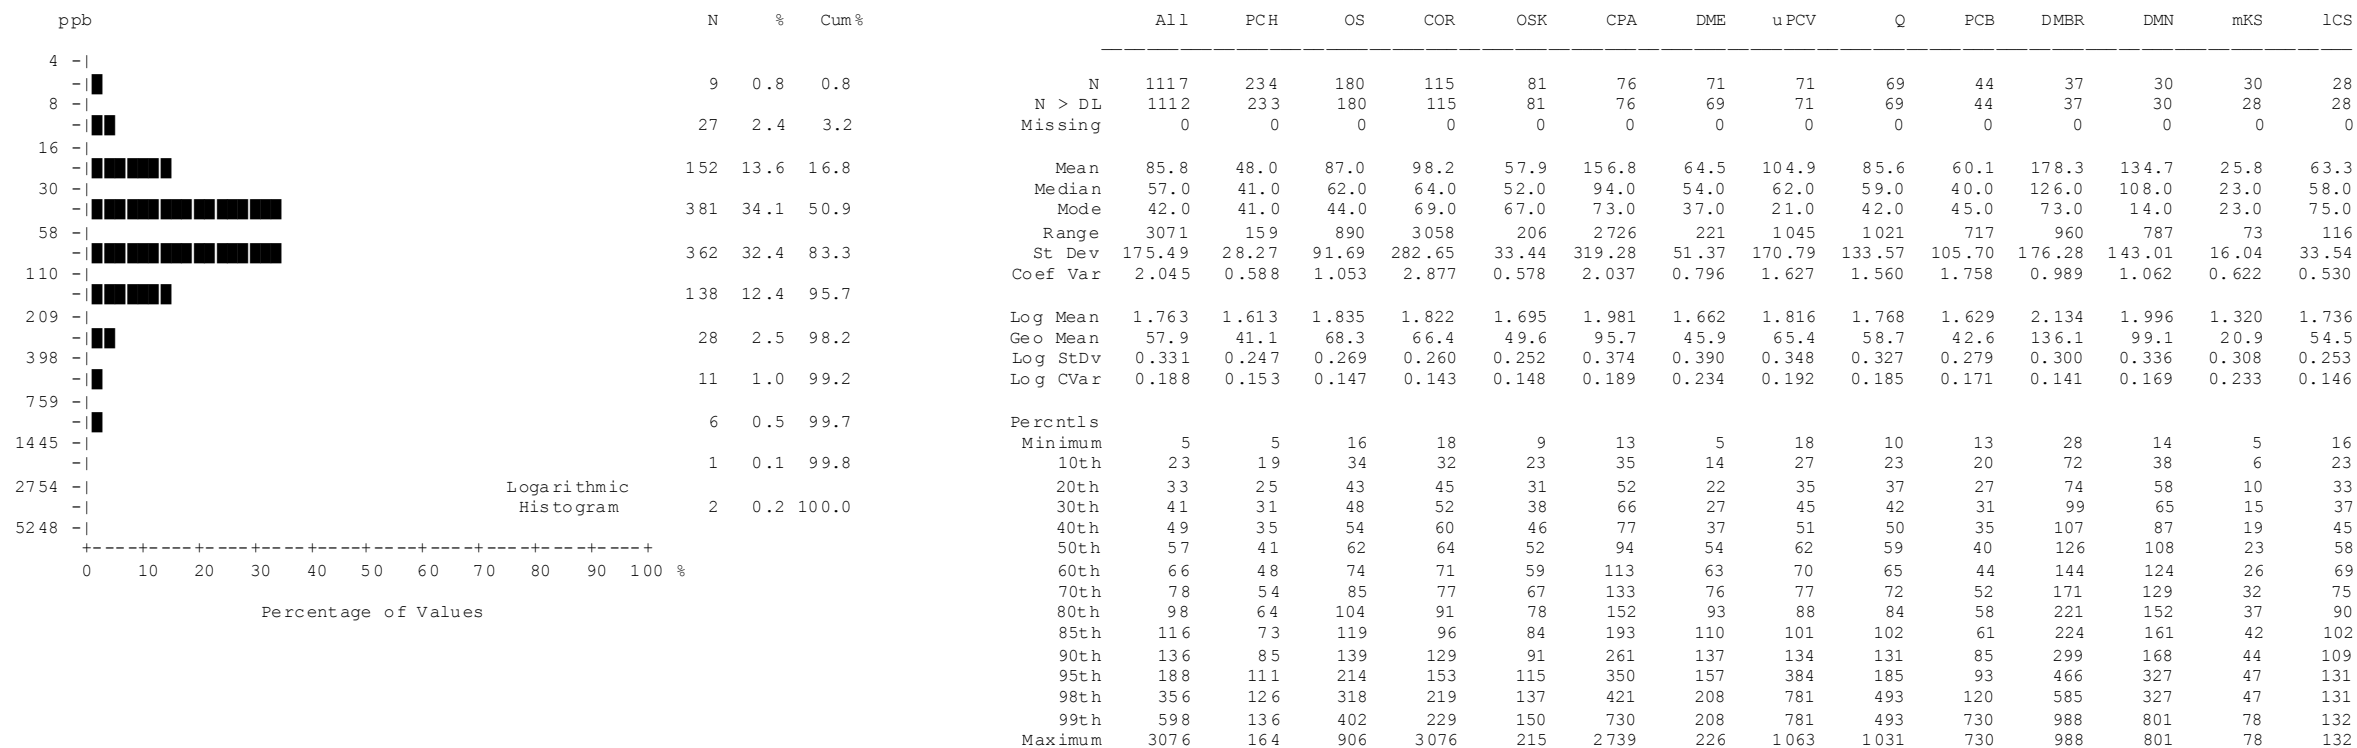 ppb N % Cum% All PCH OS COR OSK CPA DME uPCV Q PCB DMBR DMN mKS lCS
4 -|
-| 9 0.8 0.8 N 1117 234 180 115 81 76 71 71 69 44 37 30 30 28
8 -| N > DL 1112 233 180 115 81 76 69 71 69 44 37 30 28 28
-| 27 2.4 3.2 Missing 0 0 0 0 0 0 0 0 0 0 0 0 0 0
16 -|
-| 152 13.6 16.8 Mean 85.8 48.0 87.0 98.2 57.9 156.8 64.5 104.9 85.6 60.1 178.3 134.7 25.8 63.3
30 -| Median 57.0 41.0 62.0 64.0 52.0 94.0 54.0 62.0 59.0 40.0 126.0 108.0 23.0 58.0
-| 381 34.1 50.9 Mode 42.0 41.0 44.0 69.0 67.0 73.0 37.0 21.0 42.0 45.0 73.0 14.0 23.0 75.0
58 -| Range 3071 159 890 3058 206 2726 221 1045 1021 717 960 787 73 116
-| 362 32.4 83.3 St Dev 175.49 28.27 91.69 282.65 33.44 319.28 51.37 170.79 133.57 105.70 176.28 143.01 16.04 33.54
110 -| Coef Var 2.045 0.588 1.053 2.877 0.578 2.037 0.796 1.627 1.560 1.758 0.989 1.062 0.622 0.530
-| 138 12.4 95.7
209 -| Log Mean 1.763 1.613 1.835 1.822 1.695 1.981 1.662 1.816 1.768 1.629 2.134 1.996 1.320 1.736
-| 28 2.5 98.2 Geo Mean 57.9 41.1 68.3 66.4 49.6 95.7 45.9 65.4 58.7 42.6 136.1 99.1 20.9 54.5
398 -| Log StDv 0.331 0.247 0.269 0.260 0.252 0.374 0.390 0.348 0.327 0.279 0.300 0.336 0.308 0.253
-| 11 1.0 99.2 Log CVar 0.188 0.153 0.147 0.143 0.148 0.189 0.234 0.192 0.185 0.171 0.141 0.169 0.233 0.146
759 -|
-| 6 0.5 99.7 Percntls
1445 -| Minimum 5 5 16 18 9 13 5 18 10 13 28 14 5 16
-| 1 0.1 99.8 10th 23 19 34 32 23 35 14 27 23 20 72 38 6 23
2754 -| Logarithmic 20th 33 25 43 45 31 52 22 35 37 27 74 58 10 33
-| Histogram 2 0.2 100.0 30th 41 31 48 52 38 66 27 45 42 31 99 65 15 37
5248 -| 40th 49 35 54 60 46 77 37 51 50 35 107 87 19 45
+----+----+----+----+----+----+----+----+----+----+ 50th 57 41 62 64 52 94 54 62 59 40 126 108 23 58
0 10 20 30 40 50 60 70 80 90 100 % 60th 66 48 74 71 59 113 63 70 65 44 144 124 26 69
70th 78 54 85 77 67 133 76 77 72 52 171 129 32 75
Percentage of Values 80th 98 64 104 91 78 152 93 88 84 58 221 152 37 90
85th 116 73 119 96 84 193 110 101 102 61 224 161 42 102
90th 136 85 139 129 91 261 137 134 131 85 299 168 44 109
95th 188 111 214 153 115 350 157 384 185 93 466 327 47 131
98th 356 126 318 219 137 421 208 781 493 120 585 327 47 131
99th 598 136 402 229 150 730 208 781 493 730 988 801 78 132
Maximum 3076 164 906 3076 215 2739 226 1063 1031 730 988 801 78 132